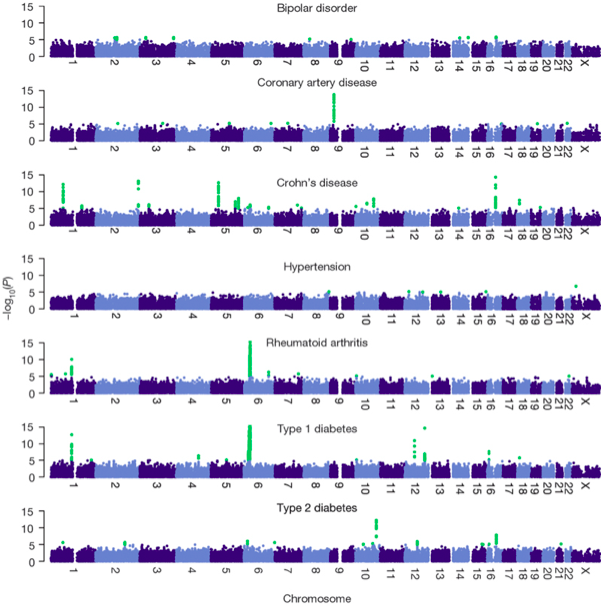 Bipolar disorder
15
10
5
0
1 2 3 4 5 6 7 8 9 10 11 12 13 14 15 16 17 18 19 20 21 22 X
Coronary artery disease
15
10
5
0
1 2 3 4 5 6 7 8 9 10 11 12 13 14 15 16 17 18 19 20 21 22 X
Crohn's disease
15
10
5
0
1 2 3 4 5 6 7 8 9 10 11 12 13 14 15 16 17 18 19 20 21 22 X
−log10(P)
Hypertension
15
10
5
0
1 2 3 4 5 6 7 8 9 10 11 12 13 14 15 16 17 18 19 20 21 22 X
Rheumatoid arthritis
15
10
5
0
1 2 3 4 5 6 7 8 9 10 11 12 13 14 15 16 17 18 19 20 21 22 X
Type 1 diabetes
15
10
5
0
1 2 3 4 5 6 7 8 9 10 11 12 13 14 15 16 17 18 19 20 21 22 X
Type 2 diabetes
15
10
5
0
1 2 3 4 5 6 7 8 9 10 11 12 13 14 15 16 17 18 19 20 21 22 X
Chromosome